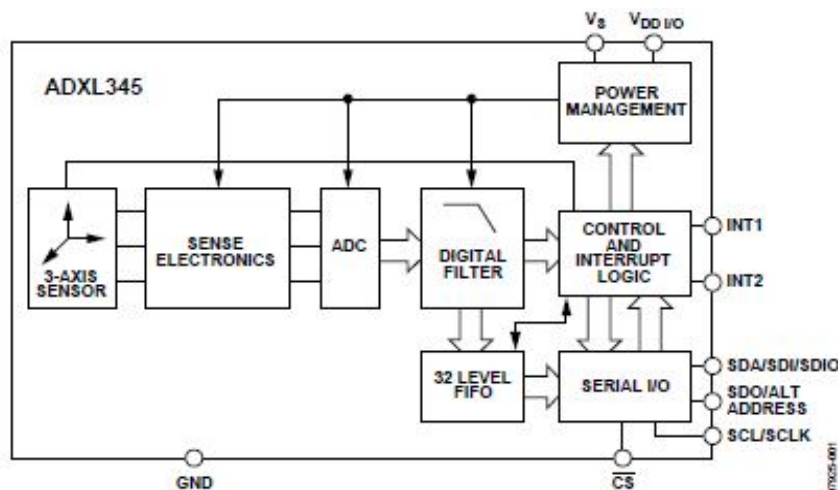 VS VDD I/O
ADXL345
POWER
MANAGEMENT
3-AXIS
SENSOR
SENSE
ELECTRONICS
ADC
DIGITAL
FILTER
CONTROL
AND
INTERRUPT
LOGIC
INT1
INT2
32 LEVEL
FIFO
SERIAL I/O
SDA/SDI/SDIO
SDO/ALT
ADDRESS
SCL/SCLK
GND
CS